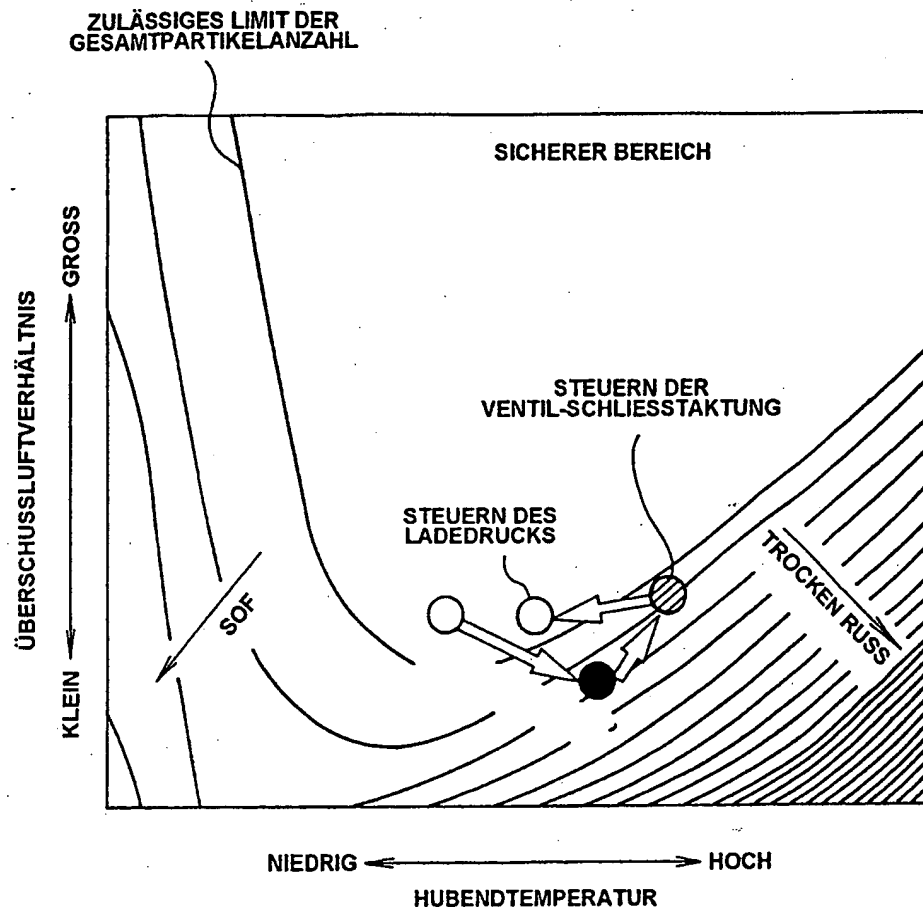 ZULÄSSIGES LIMIT DER
GESAMTPARTIKELANZAHL
SICHERER BEREICH
GROSS
ÜBERSCHUSSLUFTVERHÄLTNIS
KLEIN
STEUERN DER
VENTIL-SCHLIESSTAKTUNG
STEUERN DES
LADEDRUCKS
SOF
TROCKEN RUSS
NIEDRIG
HOCH
HUBENDTEMPERATUR